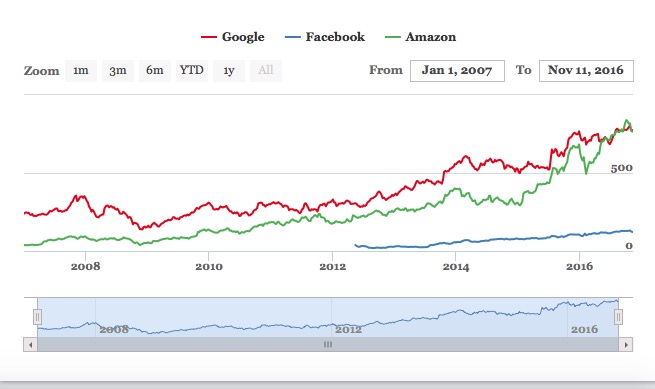 Google Facebook Amazon
Zoom 1m 3m 6m YTD 1y All From Jan 1, 2007 To Nov 11, 2016
500
0
2008 2010 2012 2014 2016
2008 2012 2016